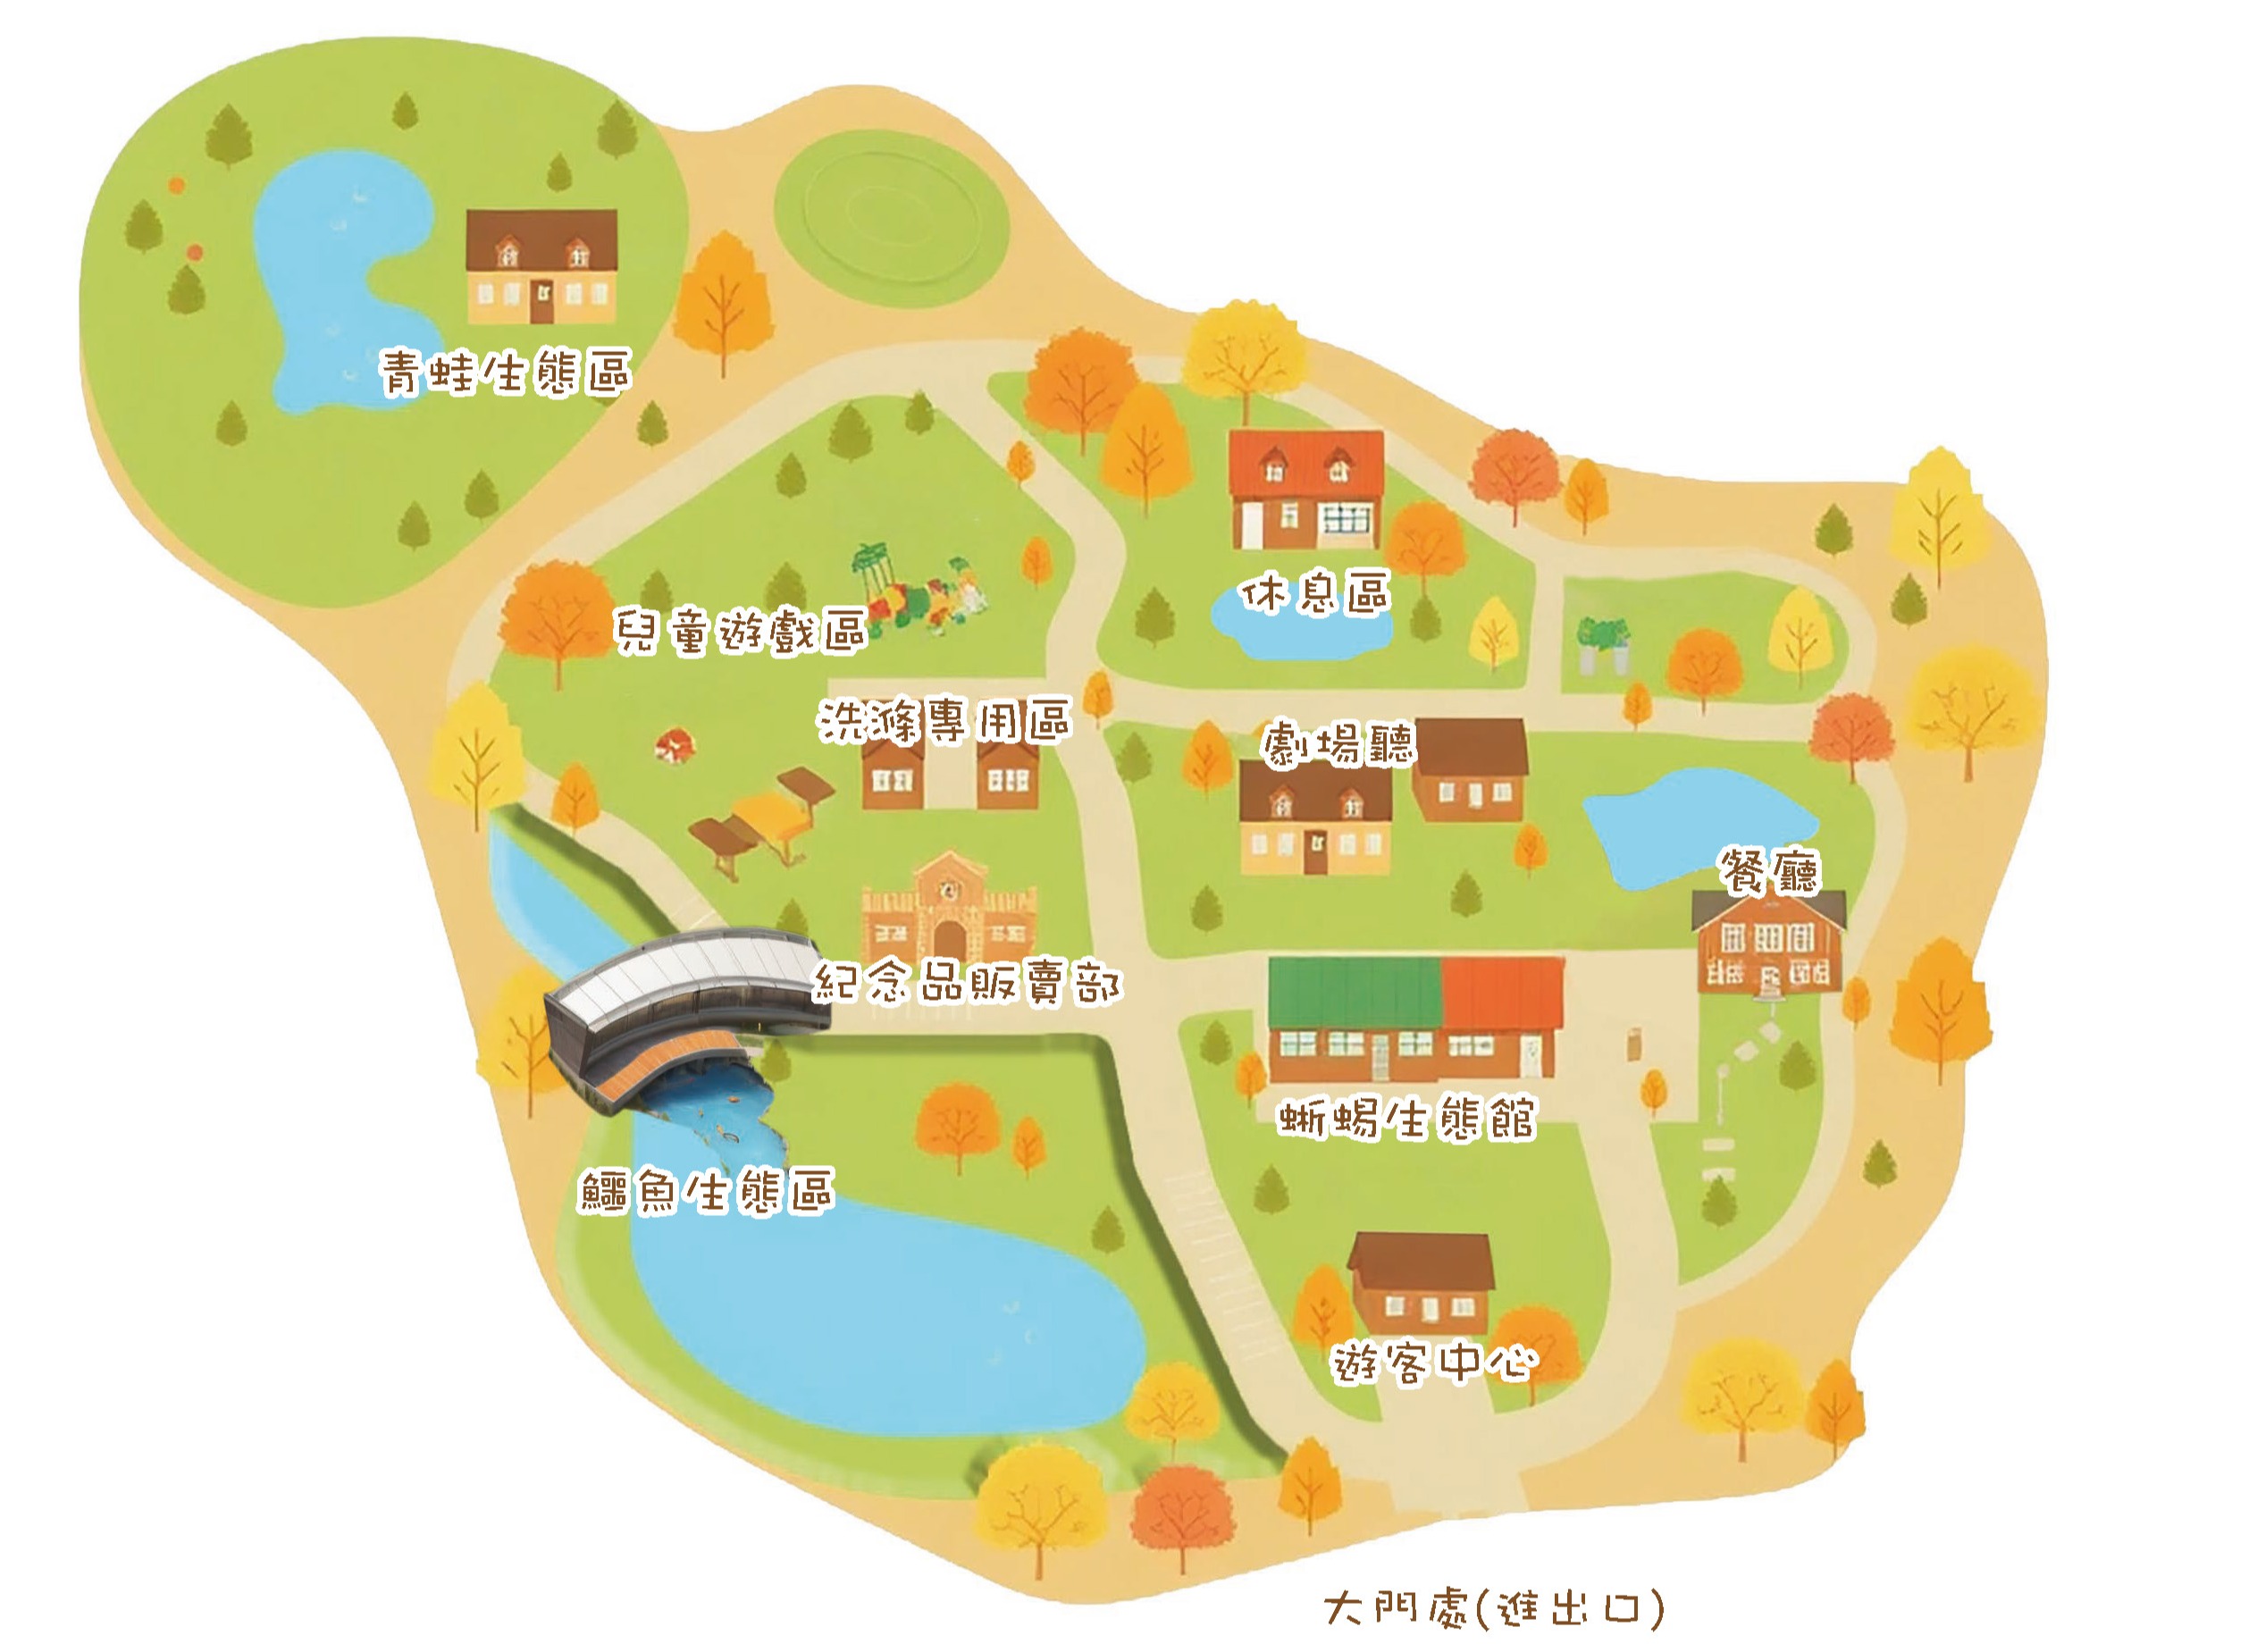 青蛙生態區
休息區
兒童遊戲區
洗滌專用區
劇場廳
餐廳
紀念品販賣部
蜥蜴生態館
鱷魚生態區
遊客中心
大門處(進出口)